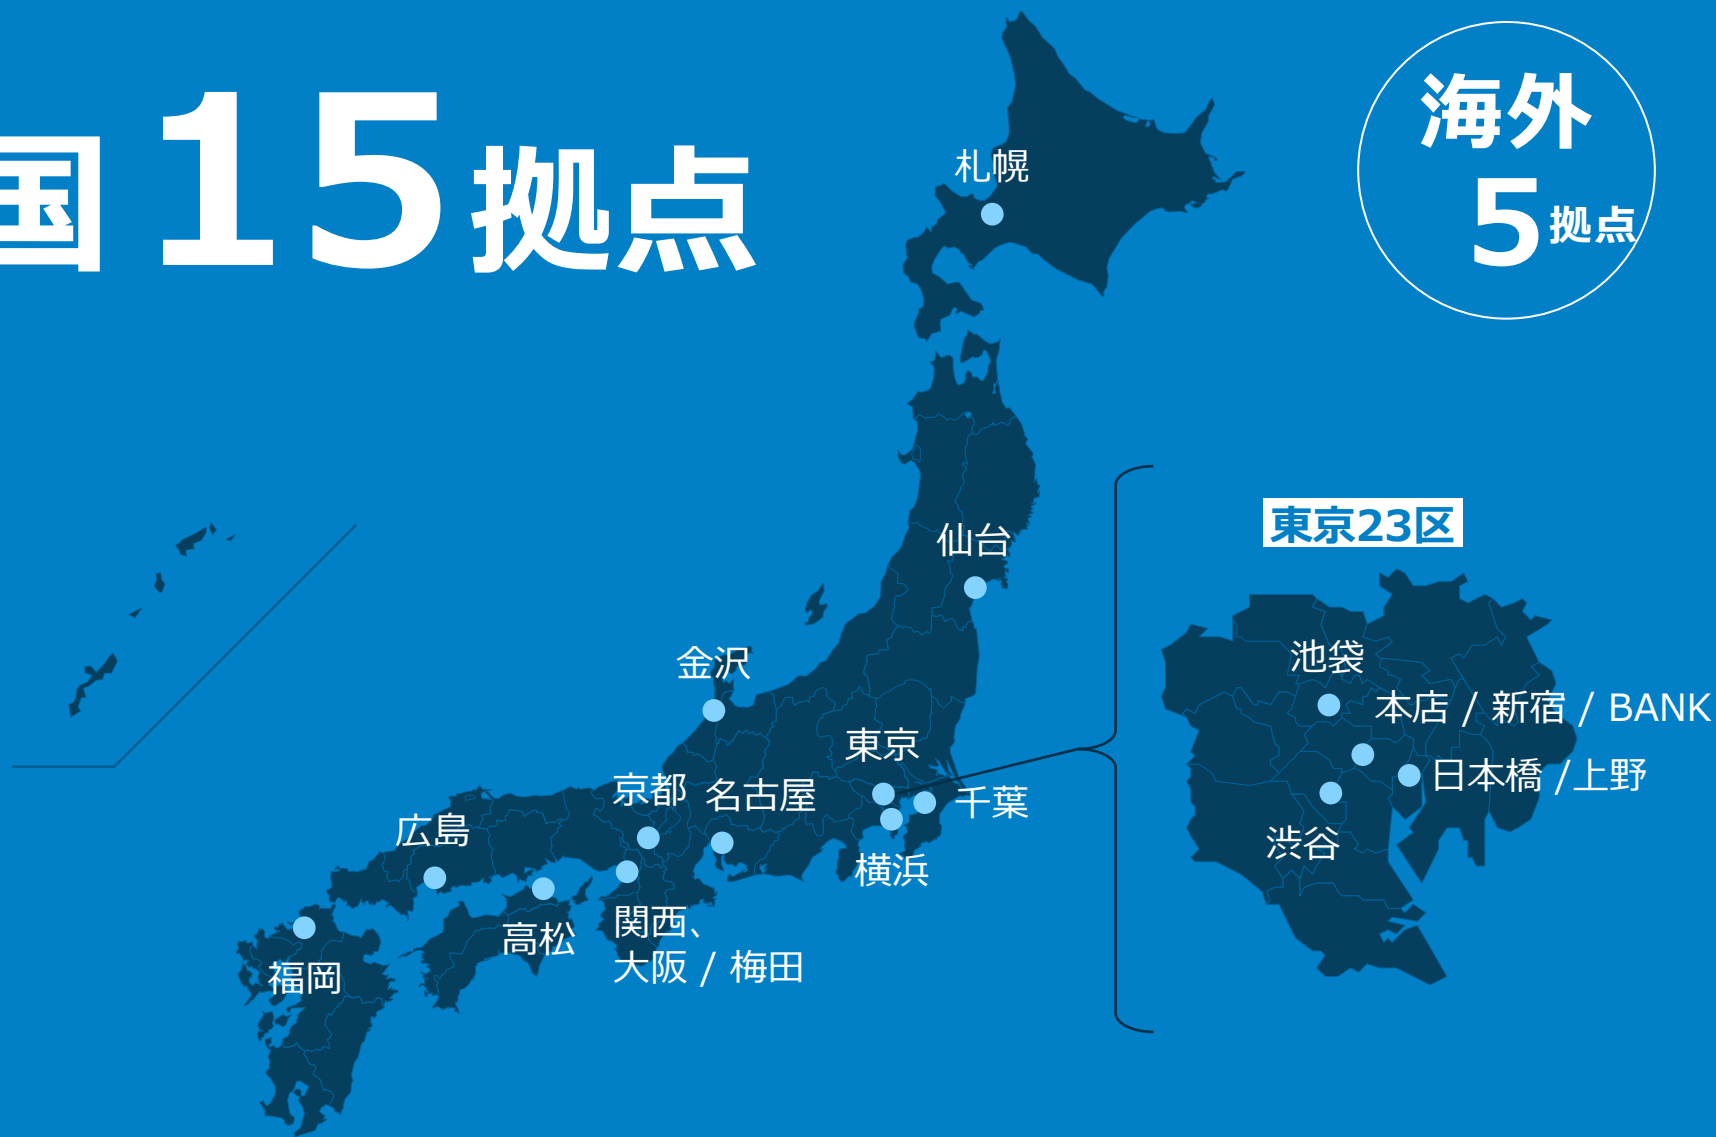 国 15拠点
海外
5拠点
札幌
仙台
東京23区
金沢
池袋
本店 / 新宿 / BANK
東京
日本橋 /上野
京都
名古屋
千葉
広島
渋谷
横浜
関西、
大阪 / 梅田
高松
福岡